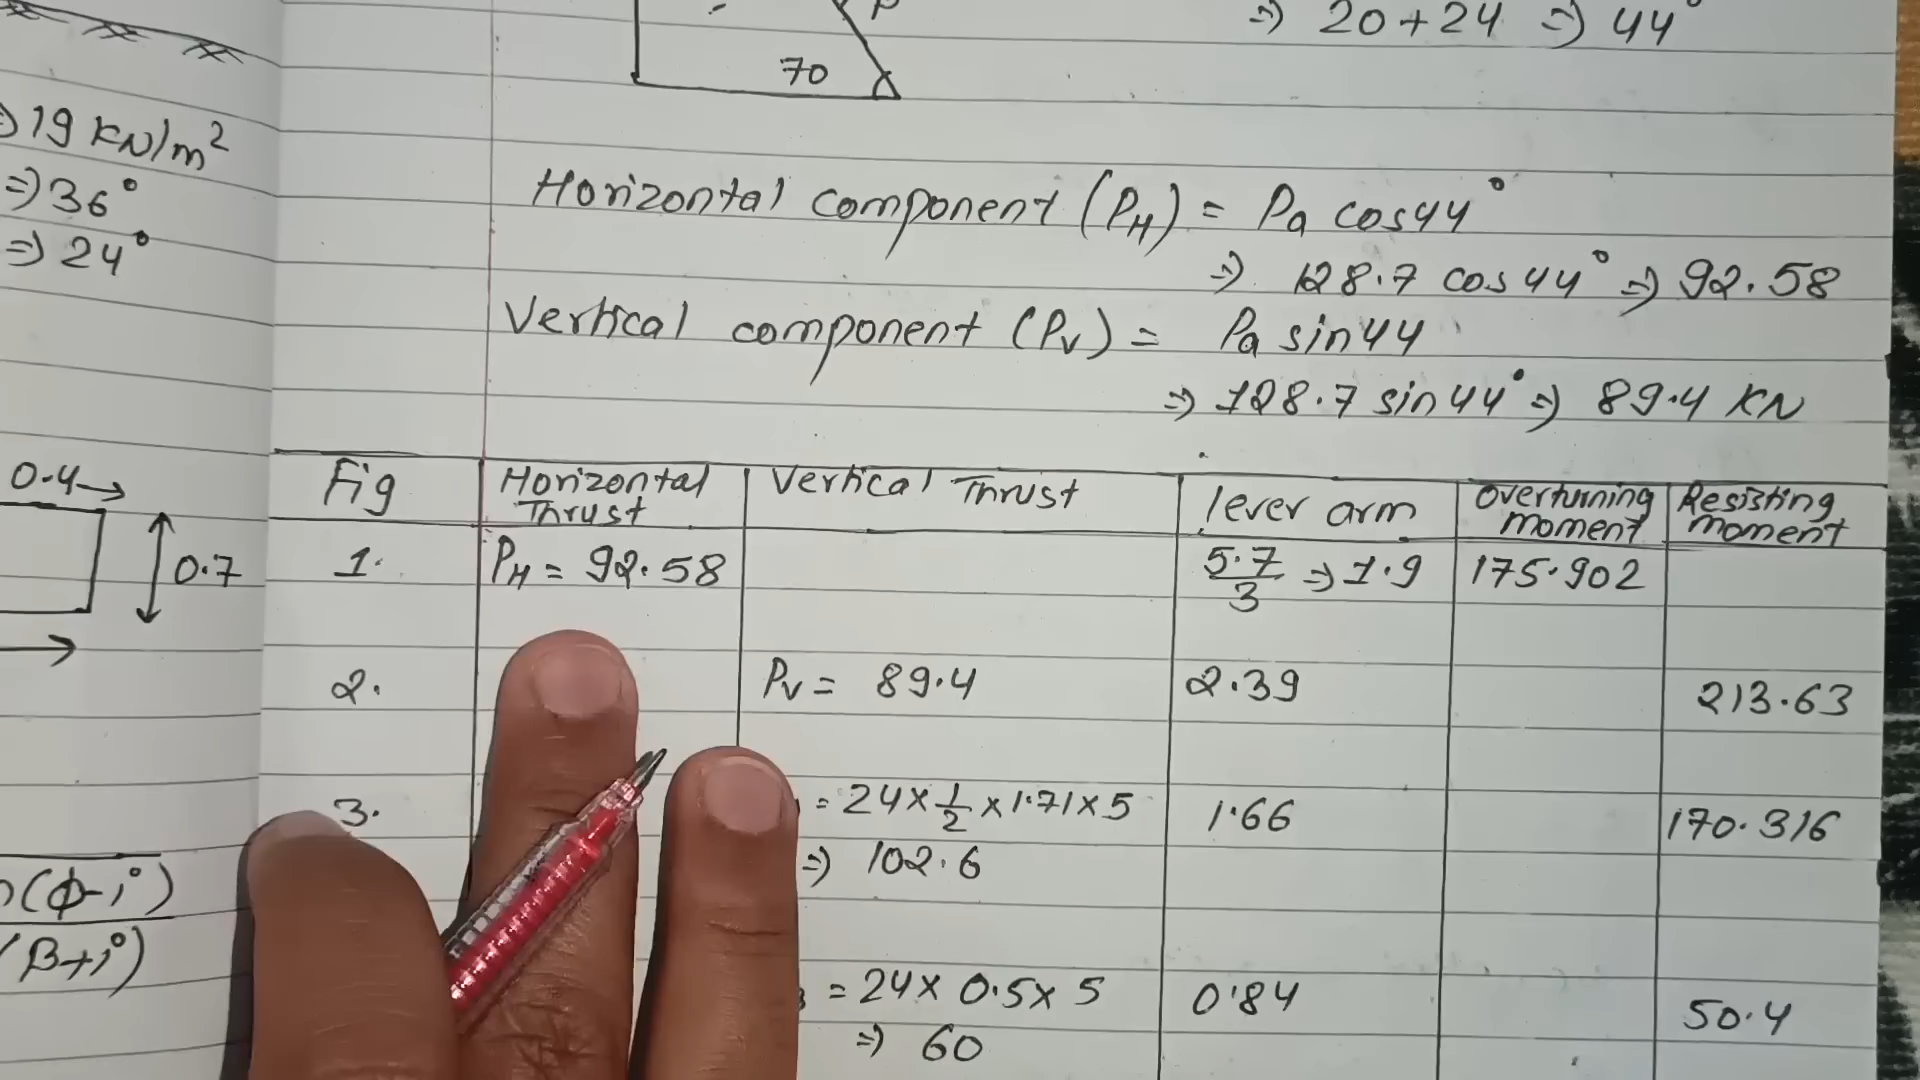 ⇒ 20+24 ⇒ 44°
70
⇒ 19 KN/m²
⇒ 36°
⇒ 24°
Horizontal component (PH) = Pa cos44°
⇒ 128.7 cos44° ⇒ 92.58
Vertical component (Pv) = Pa sin44
⇒ 128.7 sin44° ⇒ 89.4 KN
0.4
0.7
(ϕ-i°)
(β+i°)
Fig Horizontal Thrust Vertical Thrust lever arm overturning moment Resisting moment
1. PH = 92.58 5.7/3 ⇒ 1.9 175.902
2. Pv = 89.4 2.39 213.63
3. = 24×1/2×1.71×5 1.66 170.316
⇒ 102.6
= 24× 0.5× 5 0.84 50.4
⇒ 60